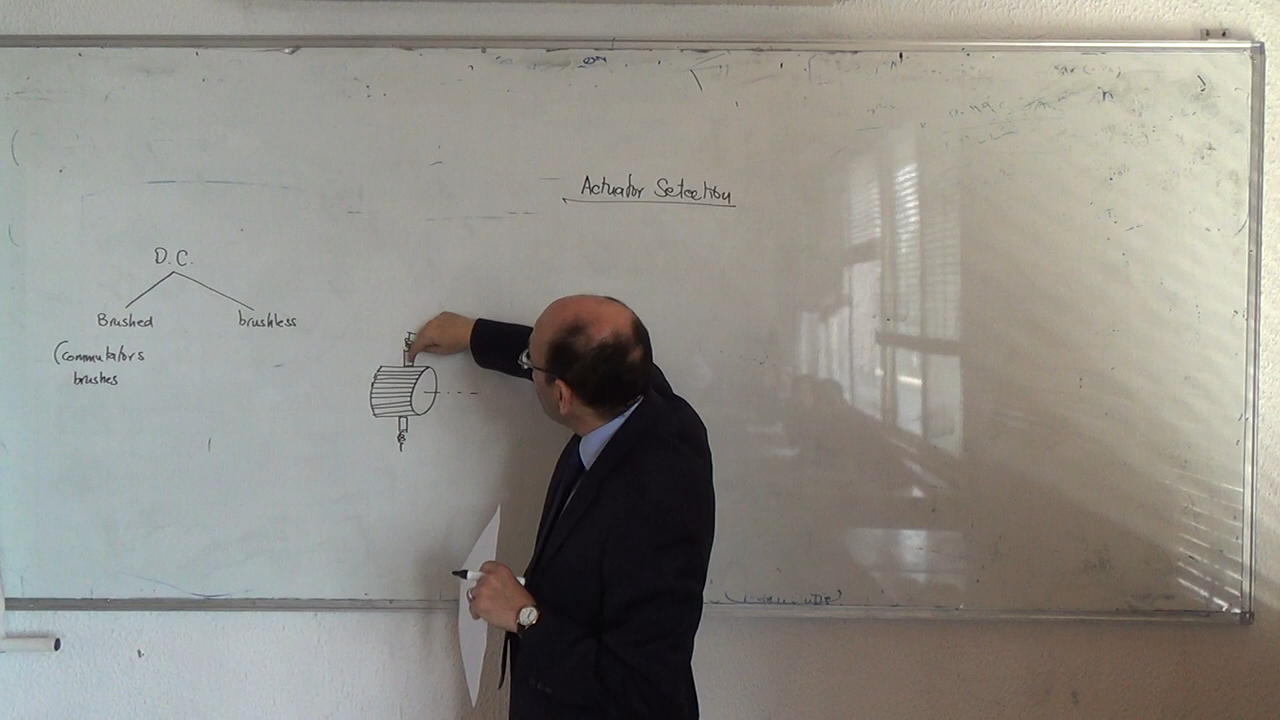 Actuator Selection
D.C.
Brushed brushless
(commutators
brushes